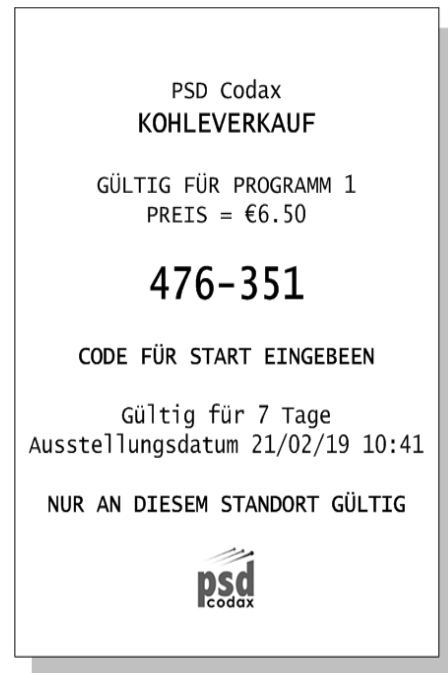 PSD Codax
KOHLEVERKAUF
GÜLTIG FÜR PROGRAMM 1
PREIS = €6.50
476-351
CODE FÜR START EINGEBEEN
Gültig für 7 Tage
Ausstellungsdatum 21/02/19 10:41
NUR AN DIESEM STANDORT GÜLTIG
psd
codax